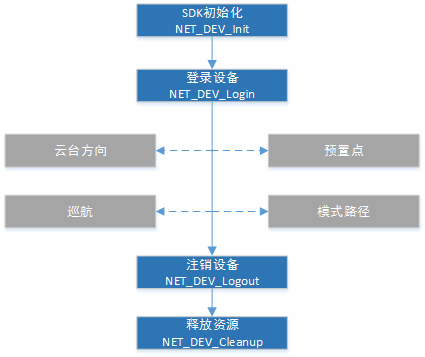 SDK初始化
NET_DEV_Init
登录设备
NET_DEV_Login
云台方向
预置点
巡航
模式路径
注销设备
NET_DEV_Logout
释放资源
NET_DEV_Cleanup